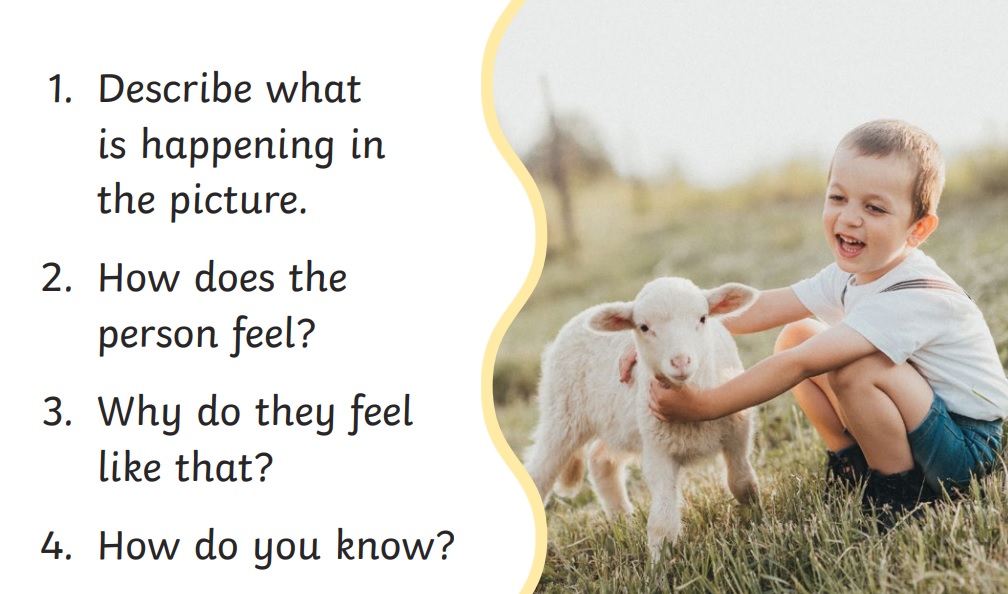 1. Describe what
is happening in
the picture.
2. How does the
person feel?
3. Why do they feel
like that?
4. How do you know?